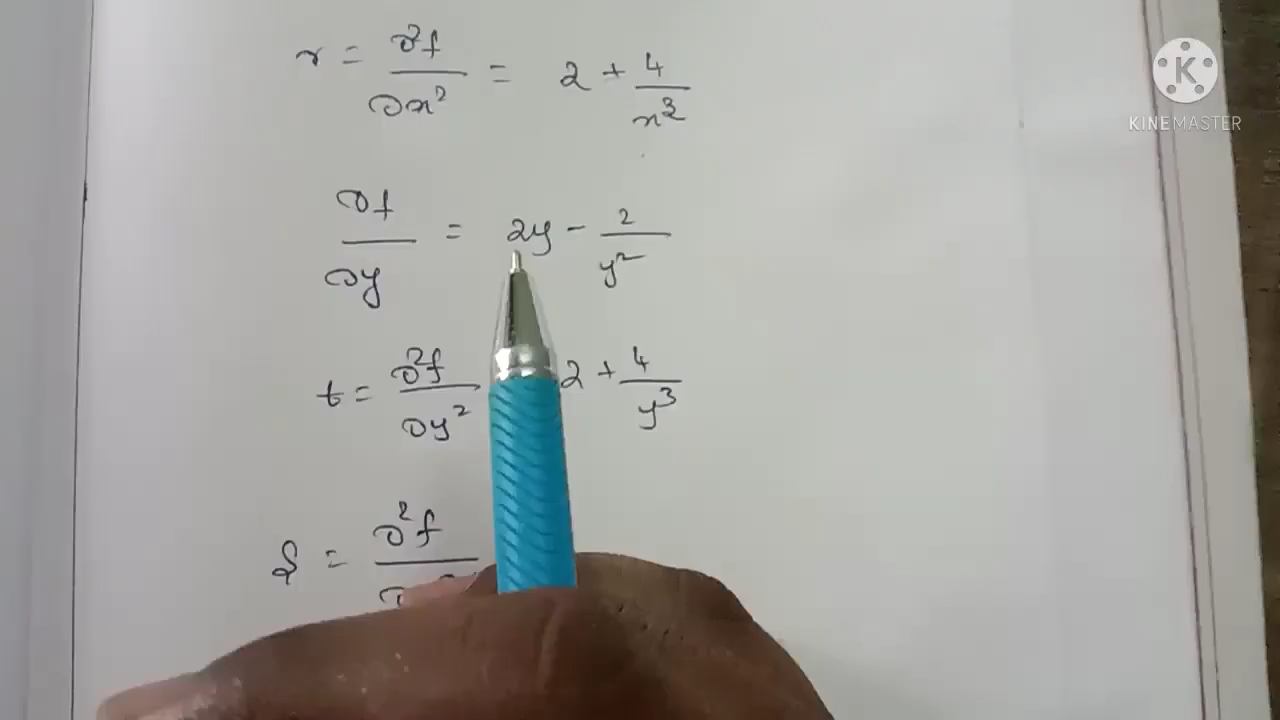 r = ∂²f/∂x² = 2 + 4/x³
KINEMASTER
∂f/∂y = 2y - 2/y²
t = ∂²f/∂y² 2 + 4/y³
S = ∂²f/∂